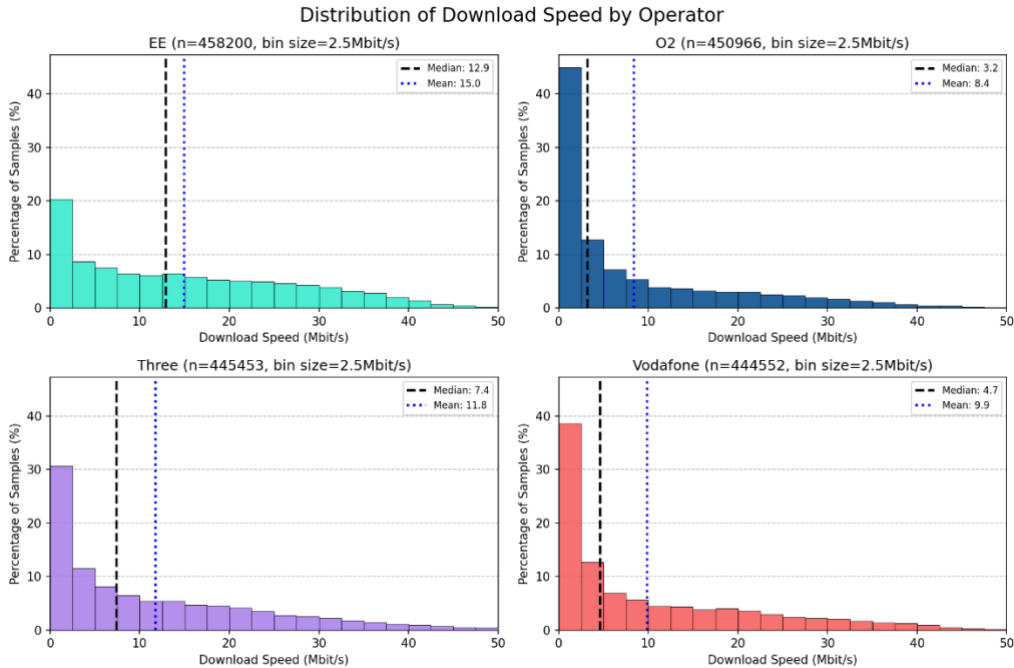 Distribution of Download Speed by Operator
EE (n=458200, bin size=2.5Mbit/s)
Median: 12.9
Mean: 15.0
Percentage of Samples (%)
40
30
20
10
0
0 10 20 30 40 50
Download Speed (Mbit/s)
O2 (n=450966, bin size=2.5Mbit/s)
Median: 3.2
Mean: 8.4
Percentage of Samples (%)
40
30
20
10
0
0 10 20 30 40 50
Download Speed (Mbit/s)
Three (n=445453, bin size=2.5Mbit/s)
Median: 7.4
Mean: 11.8
Percentage of Samples (%)
40
30
20
10
0
0 10 20 30 40 50
Download Speed (Mbit/s)
Vodafone (n=444552, bin size=2.5Mbit/s)
Median: 4.7
Mean: 9.9
Percentage of Samples (%)
40
30
20
10
0
0 10 20 30 40 50
Download Speed (Mbit/s)